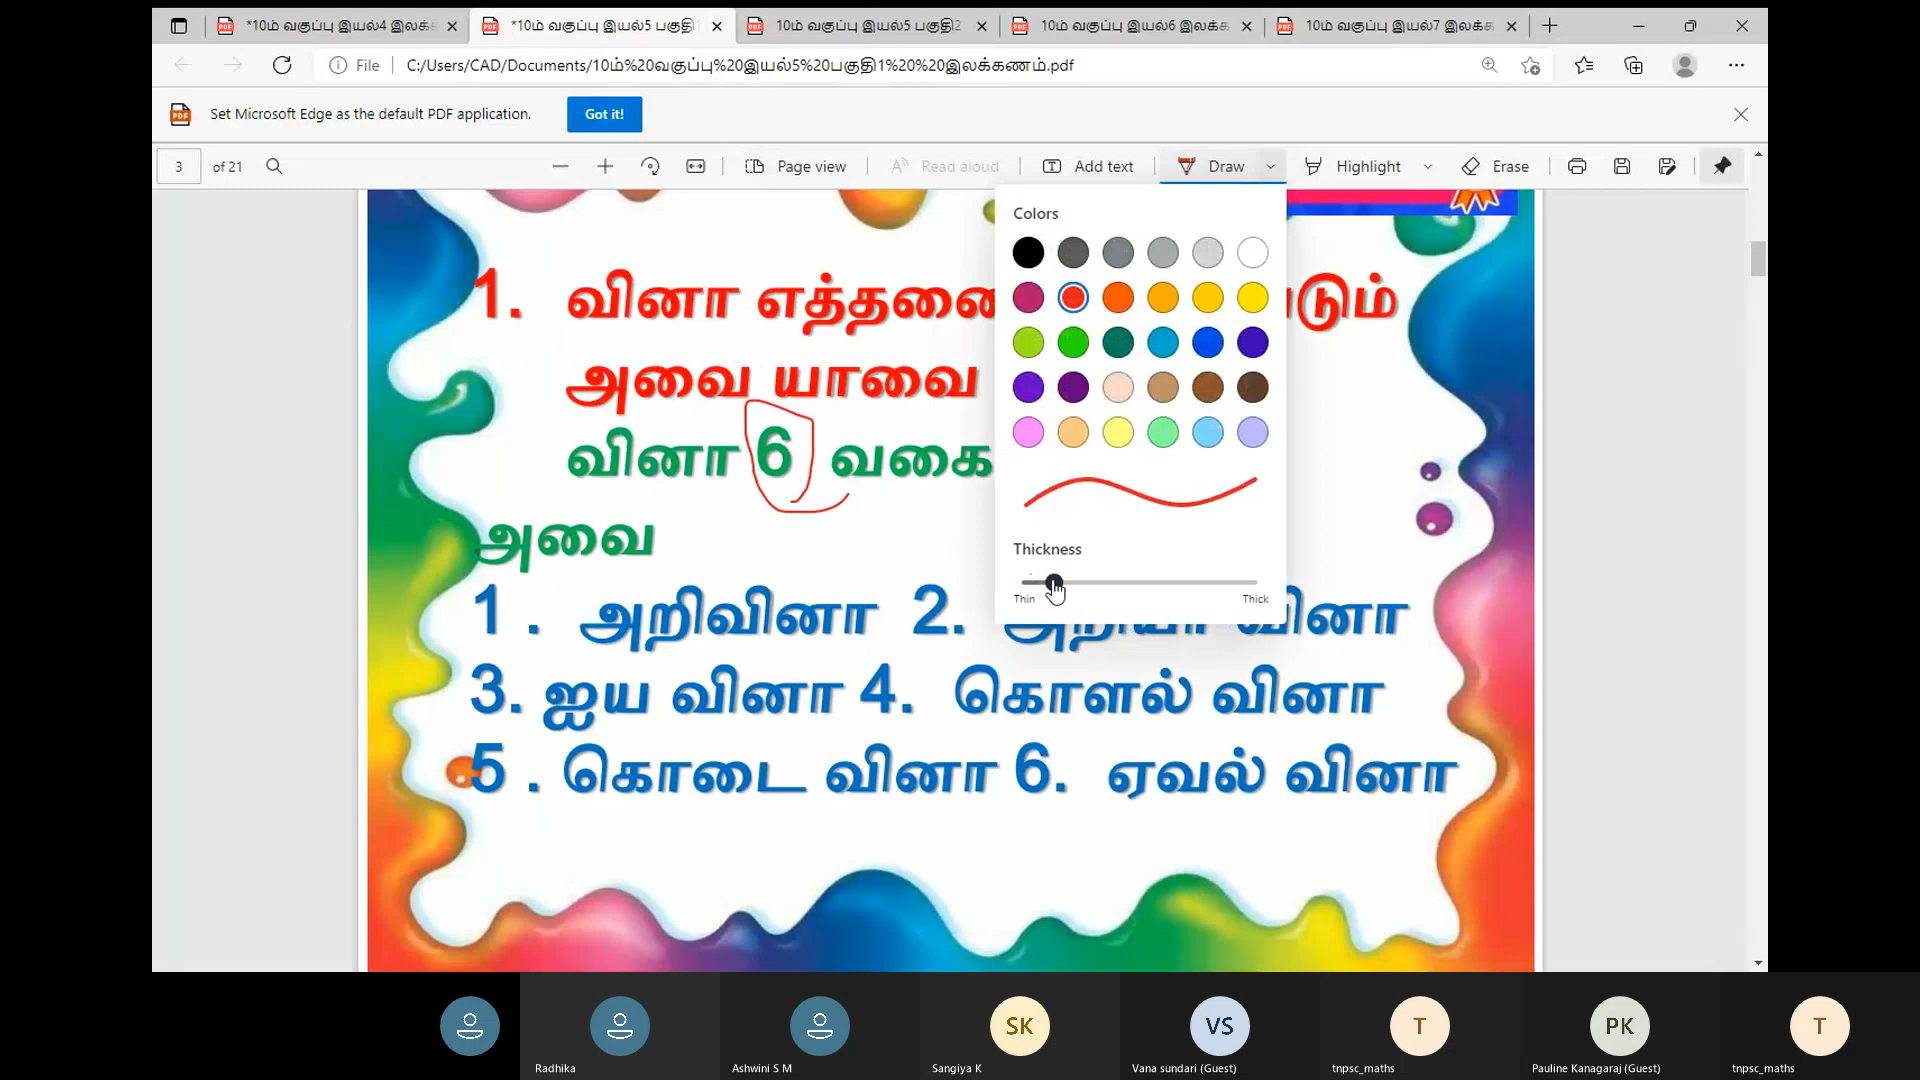 *10ம் வகுப்பு இயல்4 இலக்க
*10ம் வகுப்பு இயல்5 பகுதி1
10ம் வகுப்பு இயல்5 பகுதி2
10ம் வகுப்பு இயல்6 இலக்க
10ம் வகுப்பு இயல்7 இலக்க
File C:/Users/CAD/Documents/10ம்%20வகுப்பு%20இயல்5%20பகுதி1%20%20இலக்கணம்.pdf
Set Microsoft Edge as the default PDF application. Got it!
3 of 21 Page view Read aloud Add text Draw Highlight Erase
Colors
1. வினா எத்தனை டும்
அவை யாவை
வினா 6 வகை
அவை
Thickness
Thin Thick
1 . அறிவினா 2. அறியா வினா
3. ஐய வினா 4. கொளல் வினா
5 . கொடை வினா 6. ஏவல் வினா
SK VS T PK T
Radhika Ashwini S M Sangiya K Vana sundari (Guest) tnpsc_maths Pauline Kanagaraj (Guest) tnpsc_maths